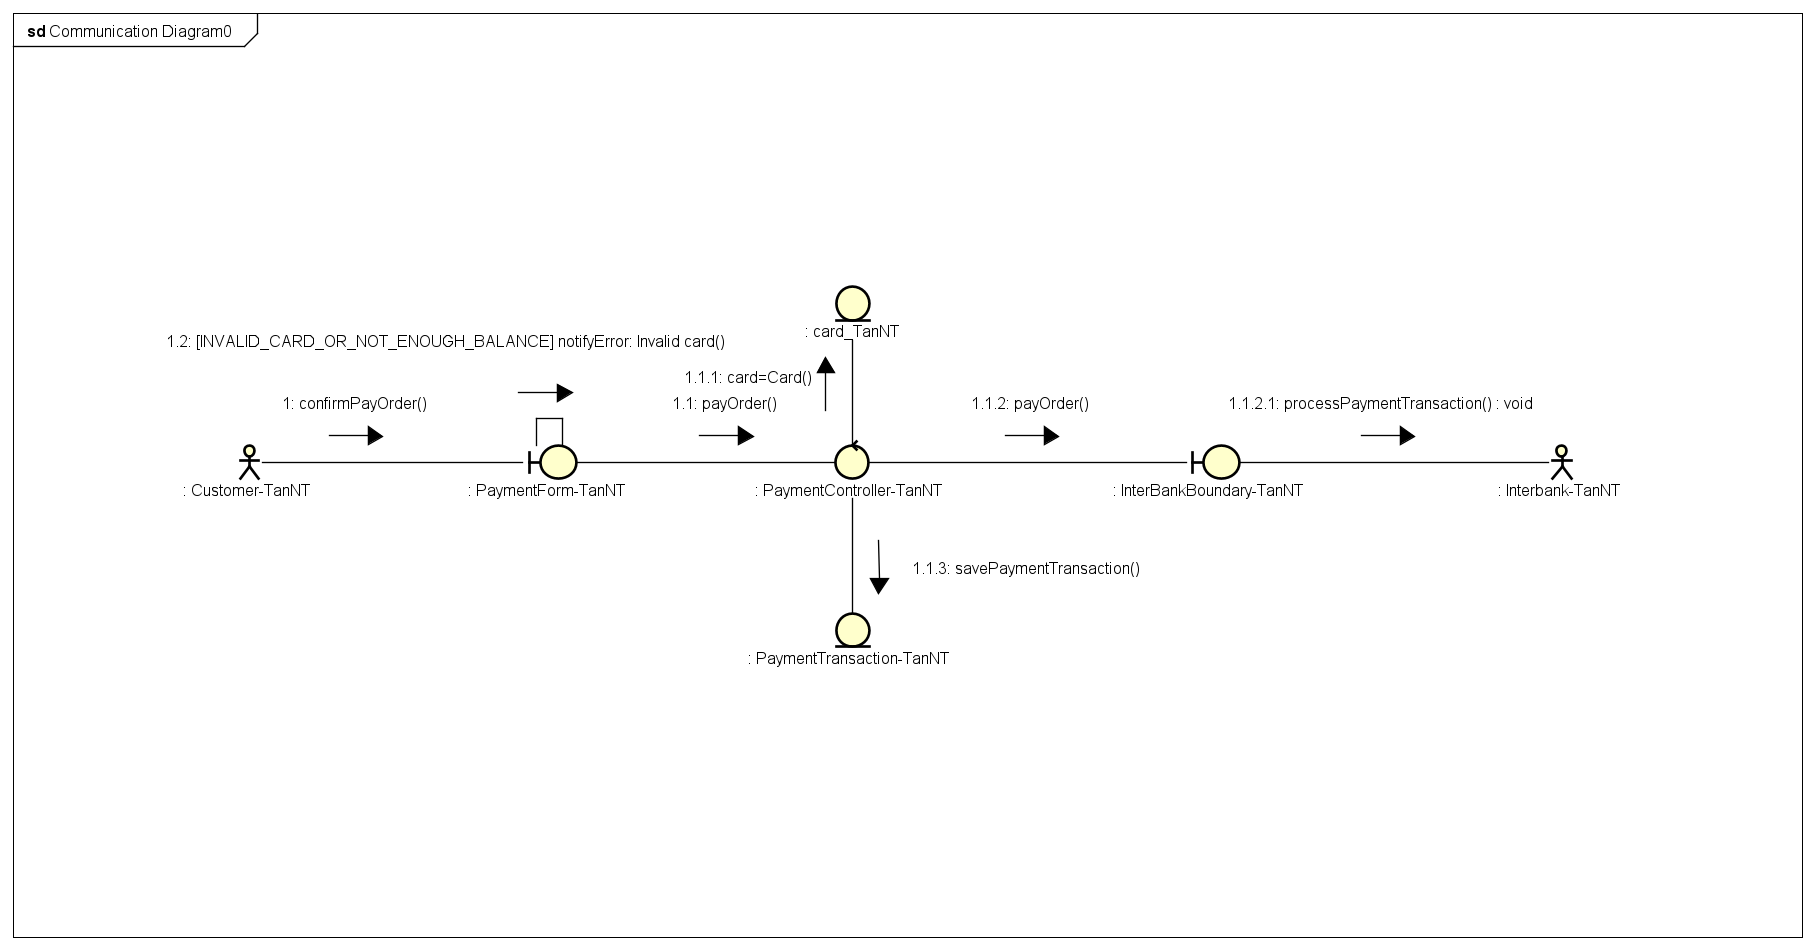 sd Communication Diagram0
: card_TanNT
1.2: [INVALID_CARD_OR_NOT_ENOUGH_BALANCE] notifyError: Invalid card()
1.1.1: card=Card()
1: confirmPayOrder()
1.1: payOrder()
1.1.2: payOrder()
1.1.2.1: processPaymentTransaction() : void
: Customer-TanNT
: PaymentForm-TanNT
: PaymentController-TanNT
: InterBankBoundary-TanNT
: Interbank-TanNT
1.1.3: savePaymentTransaction()
: PaymentTransaction-TanNT